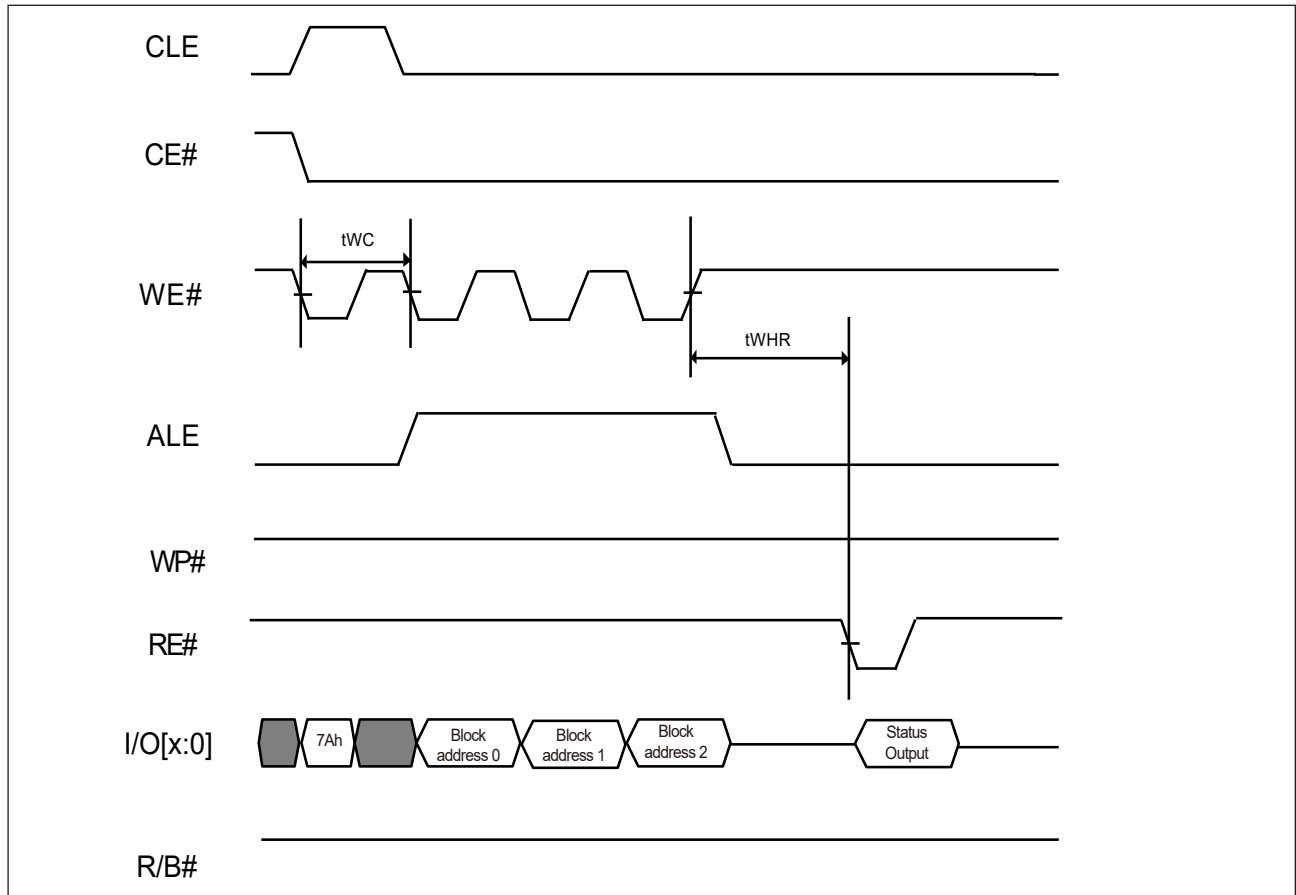 CLE
CE#
tWC
WE#
tWHR
ALE
WP#
RE#
I/O[x:0]
7Ah
Block
address 0
Block
address 1
Block
address 2
Status
Output
R/B#